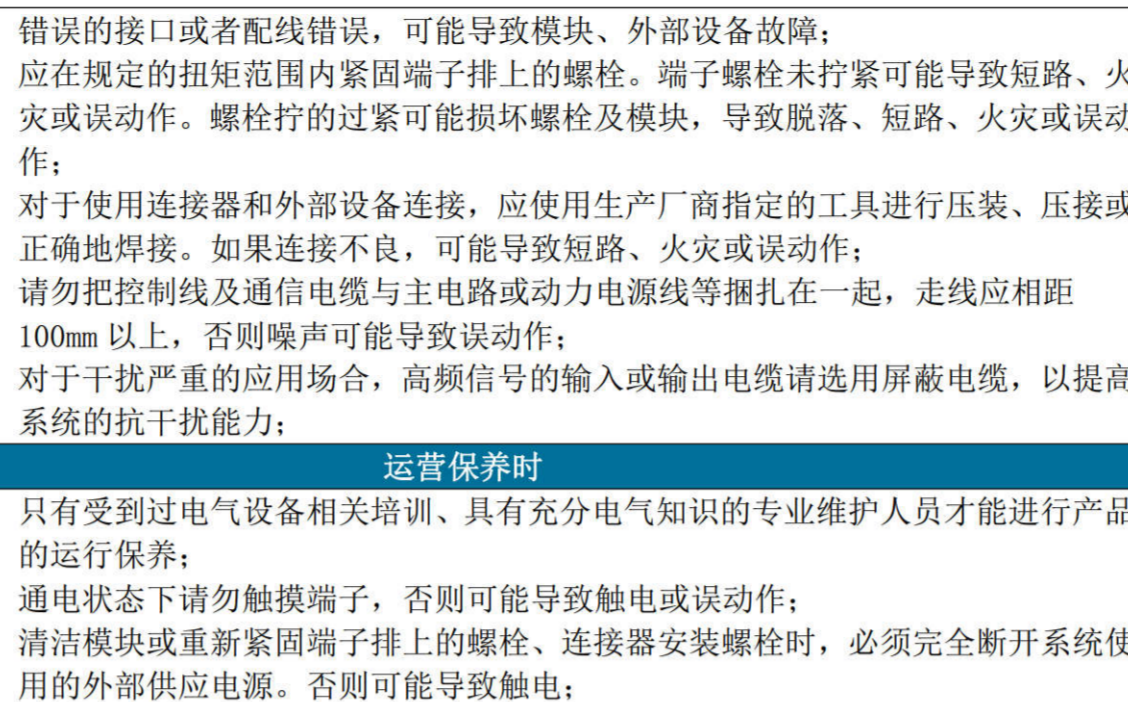 错误的接口或者配线错误，可能导致模块、外部设备故障；
应在规定的扭矩范围内紧固端子排上的螺栓。端子螺栓未拧紧可能导致短路、火
灾或误动作。螺栓拧的过紧可能损坏螺栓及模块，导致脱落、短路、火灾或误动
作；
对于使用连接器和外部设备连接，应使用生产厂商指定的工具进行压装、压接或
正确地焊接。如果连接不良，可能导致短路、火灾或误动作；
请勿把控制线及通信电缆与主电路或动力电源线等捆扎在一起，走线应相距
100mm 以上，否则噪声可能导致误动作；
对于干扰严重的应用场合，高频信号的输入或输出电缆请选用屏蔽电缆，以提高
系统的抗干扰能力；
运营保养时
只有受到过电气设备相关培训、具有充分电气知识的专业维护人员才能进行产品
的运行保养；
通电状态下请勿触摸端子，否则可能导致触电或误动作；
清洁模块或重新紧固端子排上的螺栓、连接器安装螺栓时，必须完全断开系统使
用的外部供应电源。否则可能导致触电；